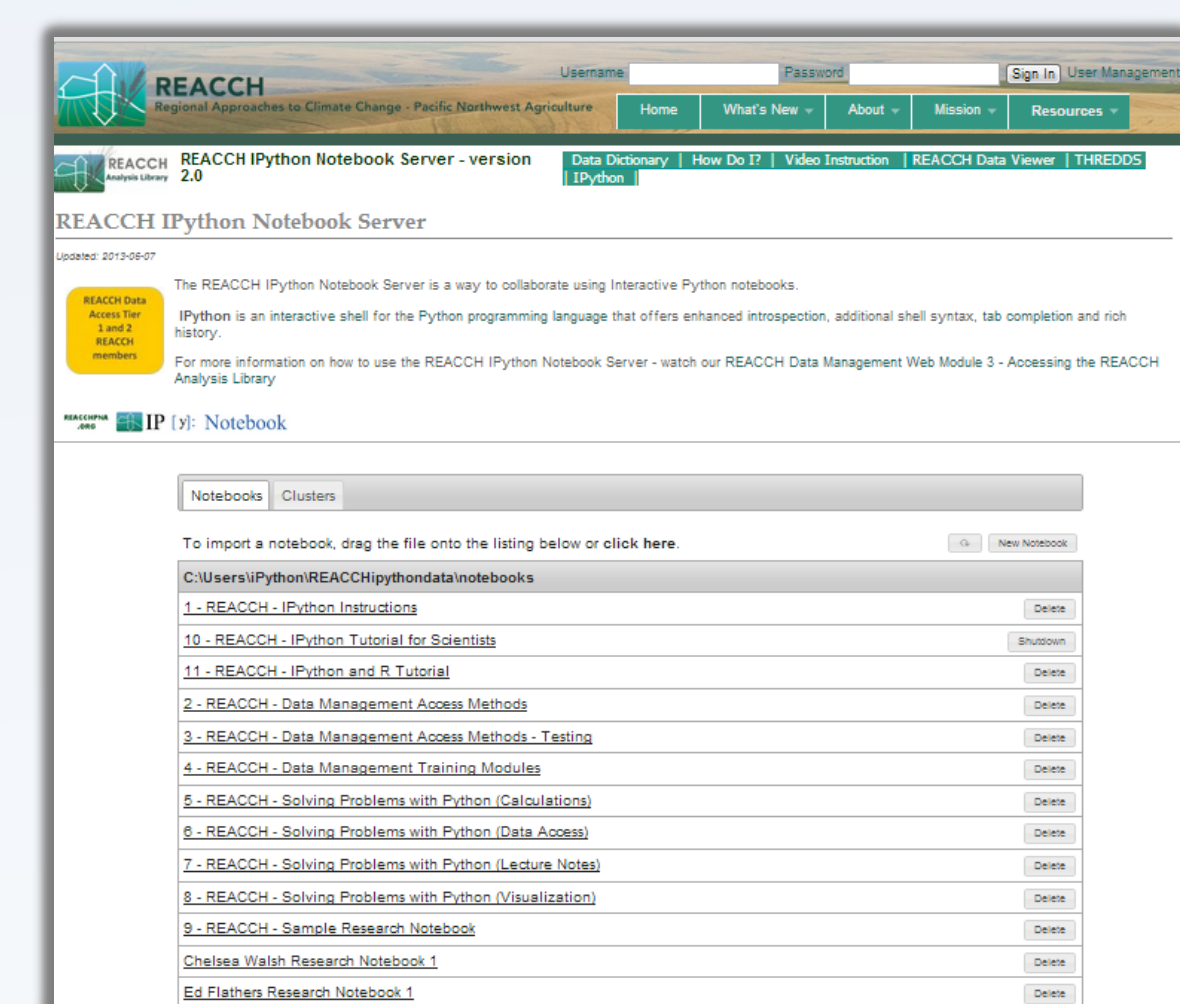 Username Password Sign In User Management
REACCH
Regional Approaches to Climate Change - Pacific Northwest Agriculture
Home What's New About Mission Resources
REACCH
Analysis Library
REACCH IPython Notebook Server - version
2.0
Data Dictionary | How Do I? | Video Instruction | REACCH Data Viewer | THREDDS
| IPython |
REACCH IPython Notebook Server
Updated: 2013-06-07
REACCH Data
Access Tier
1 and 2
REACCH
members
The REACCH IPython Notebook Server is a way to collaborate using Interactive Python notebooks.
IPython is an interactive shell for the Python programming language that offers enhanced introspection, additional shell syntax, tab completion and rich
history.
For more information on how to use the REACCH IPython Notebook Server - watch our REACCH Data Management Web Module 3 - Accessing the REACCH
Analysis Library
REACCHPNA
.ORG
IP [y]: Notebook
Notebooks Clusters
To import a notebook, drag the file onto the listing below or click here.
New Notebook
C:\Users\iPython\REACCHipythondata\notebooks
1 - REACCH - IPython Instructions Delete
10 - REACCH - IPython Tutorial for Scientists Shutdown
11 - REACCH - IPython and R Tutorial Delete
2 - REACCH - Data Management Access Methods Delete
3 - REACCH - Data Management Access Methods - Testing Delete
4 - REACCH - Data Management Training Modules Delete
5 - REACCH - Solving Problems with Python (Calculations) Delete
6 - REACCH - Solving Problems with Python (Data Access) Delete
7 - REACCH - Solving Problems with Python (Lecture Notes) Delete
8 - REACCH - Solving Problems with Python (Visualization) Delete
9 - REACCH - Sample Research Notebook Delete
Chelsea Walsh Research Notebook 1 Delete
Ed Flathers Research Notebook 1 Delete